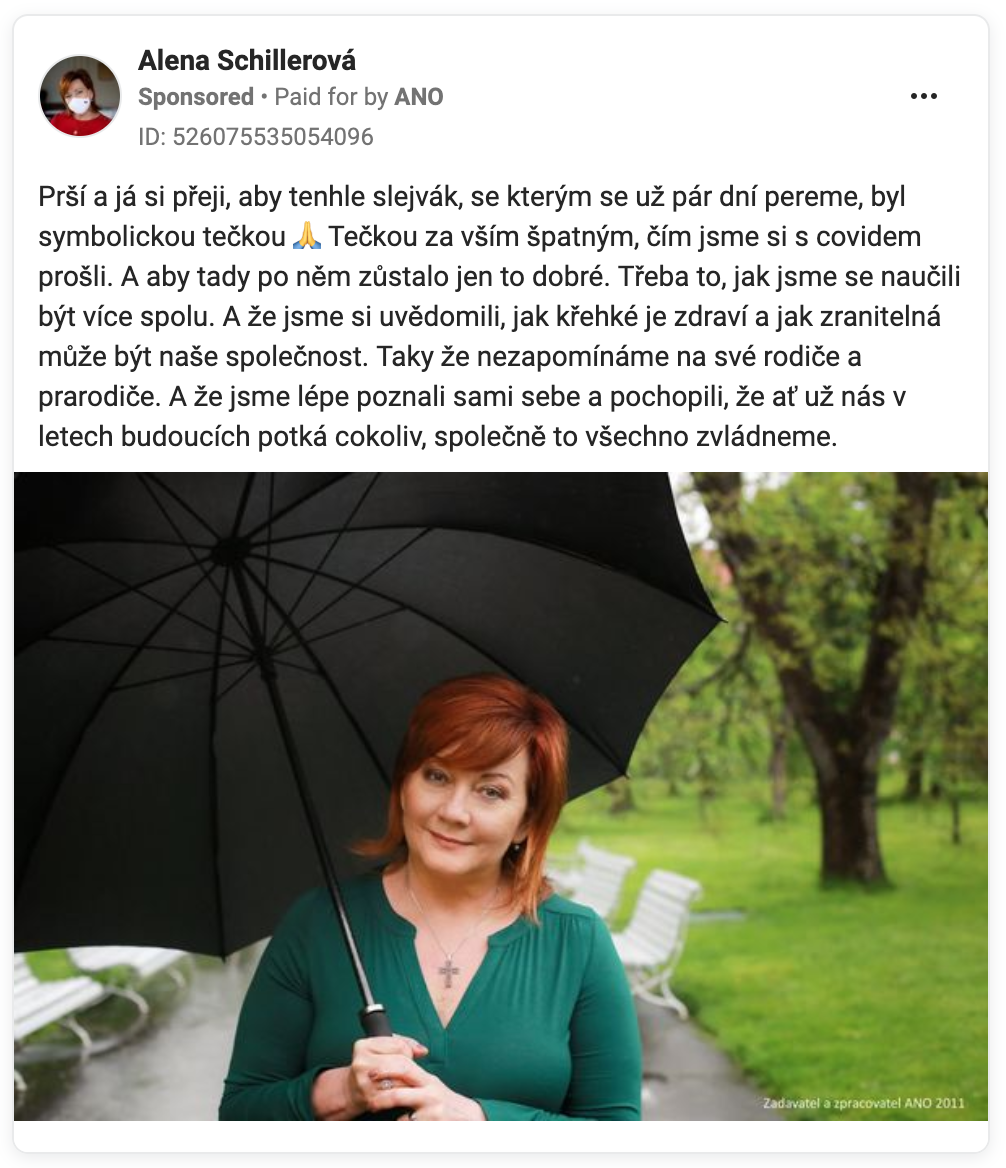 Alena Schillerová
Sponsored • Paid for by ANO
ID: 526075535054096
Prší a já si přeji, aby tenhle slejvák, se kterým se už pár dní pereme, byl
symbolickou tečkou 🙏 Tečkou za vším špatným, čím jsme si s covidem
prošli. A aby tady po něm zůstalo jen to dobré. Třeba to, jak jsme se naučili
být více spolu. A že jsme si uvědomili, jak křehké je zdraví a jak zranitelná
může být naše společnost. Taky že nezapomínáme na své rodiče a
prarodiče. A že jsme lépe poznali sami sebe a pochopili, že ať už nás v
letech budoucích potká cokoliv, společně to všechno zvládneme.
Zadavatel a zpracovatel ANO 2011